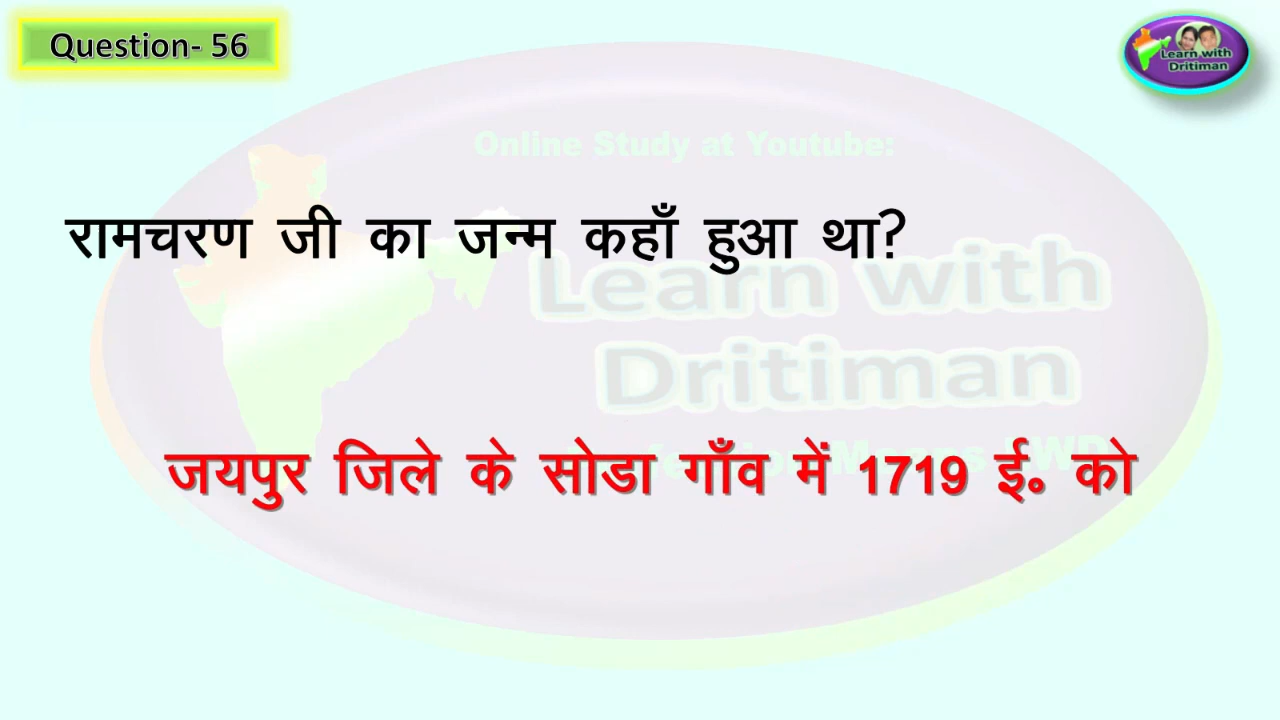 Question- 56
Learn with
Dritiman
Online Study at Youtube:
रामचरण जी का जन्म कहाँ हुआ था?
Learn with
Dritiman
जयपुर जिले के सोडा गाँव में 1719 ई॰ को